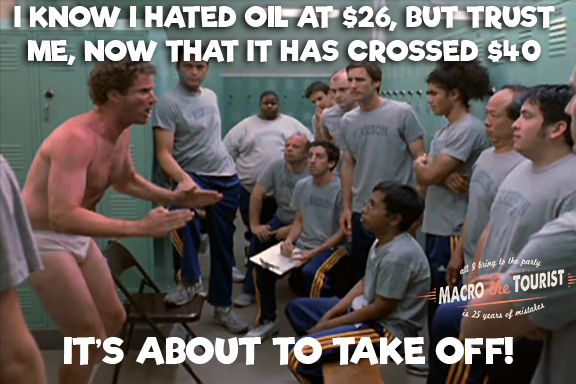 I KNOW I HATED OIL AT $26, BUT TRUST
ME, NOW THAT IT HAS CROSSED $40
all I bring to the party
MACRO the TOURIST
is 25 years of mistakes
IT'S ABOUT TO TAKE OFF!